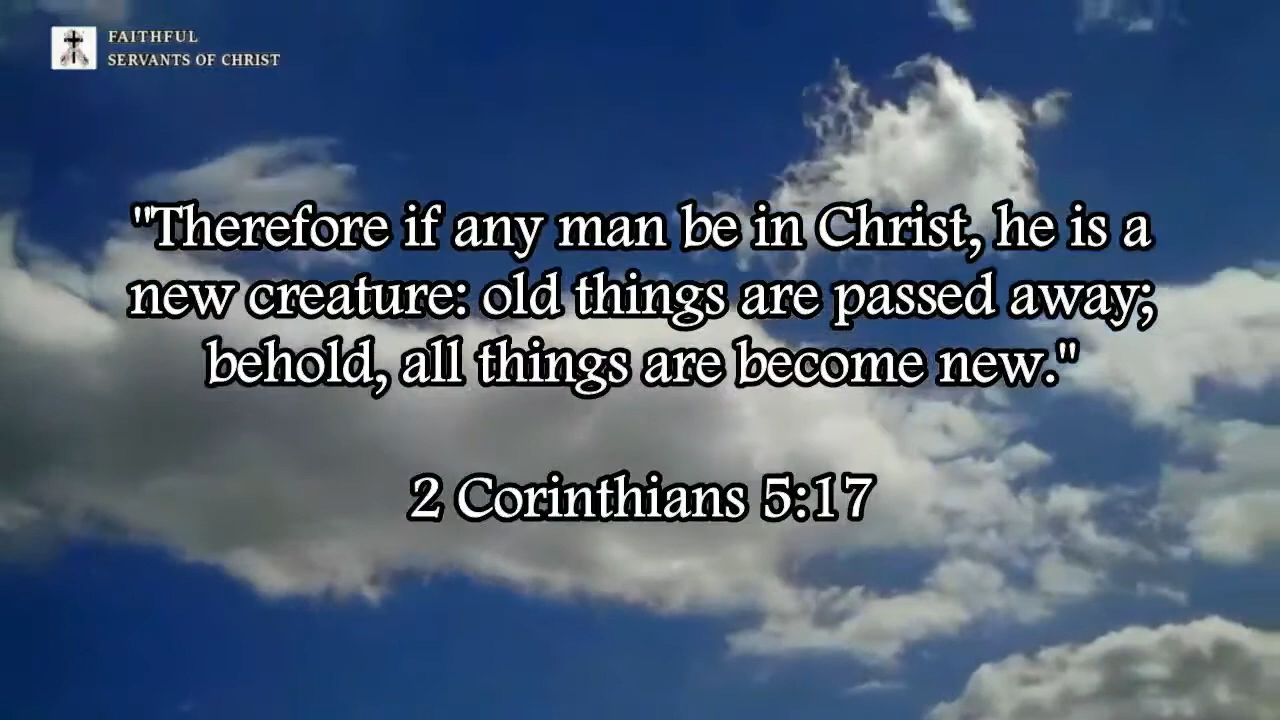 FAITHFUL
SERVANTS OF CHRIST
"Therefore if any man be in Christ, he is a
new creature: old things are passed away;
behold, all things are become new."
2 Corinthians 5:17